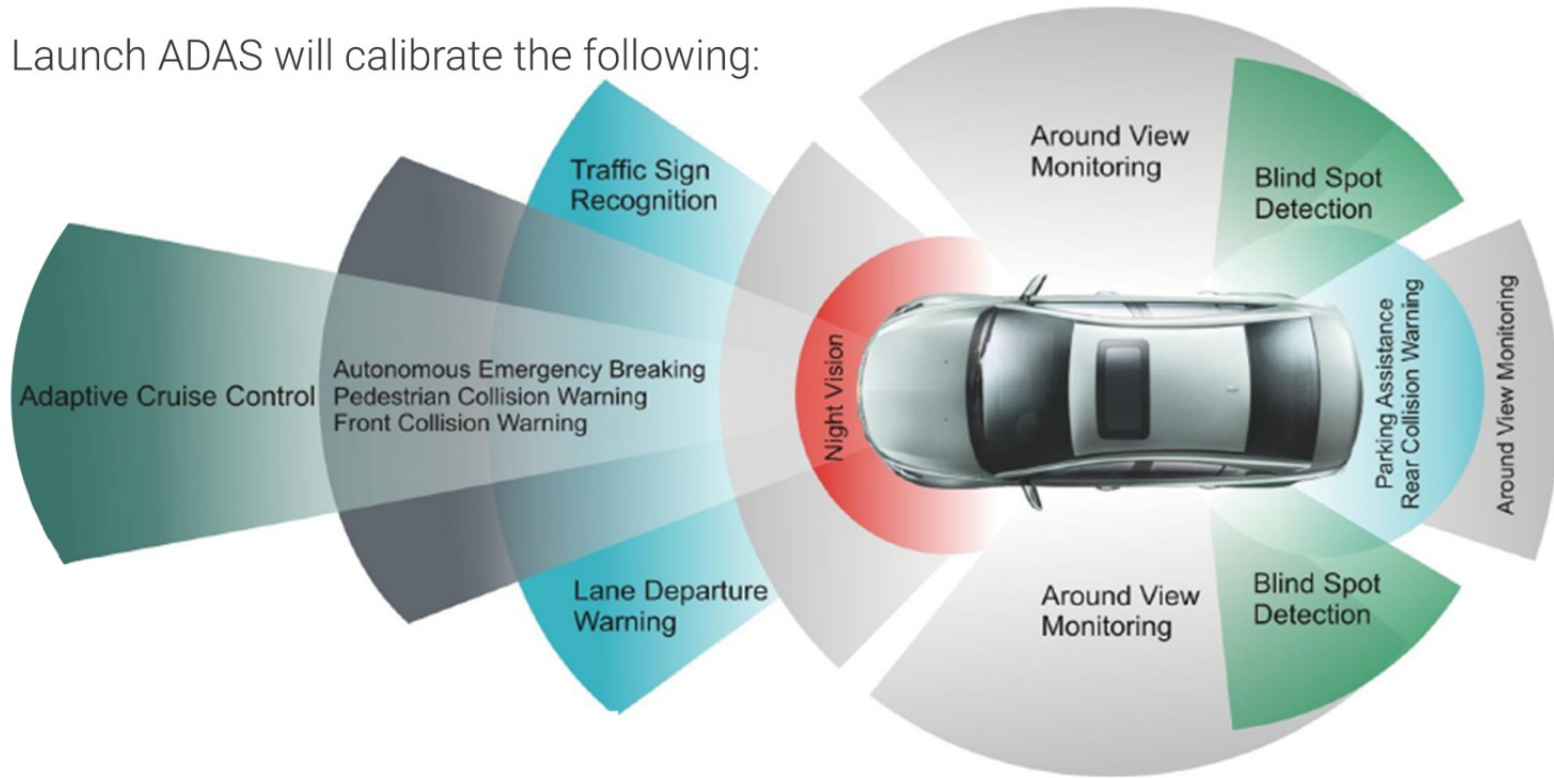 Launch ADAS will calibrate the following:
Traffic Sign
Recognition
Around View
Monitoring
Blind Spot
Detection
Adaptive Cruise Control
Autonomous Emergency Breaking
Pedestrian Collision Warning
Front Collision Warning
Night Vision
Parking Assistance
Rear Collision Warning
Around View Monitoring
Lane Departure
Warning
Around View
Monitoring
Blind Spot
Detection